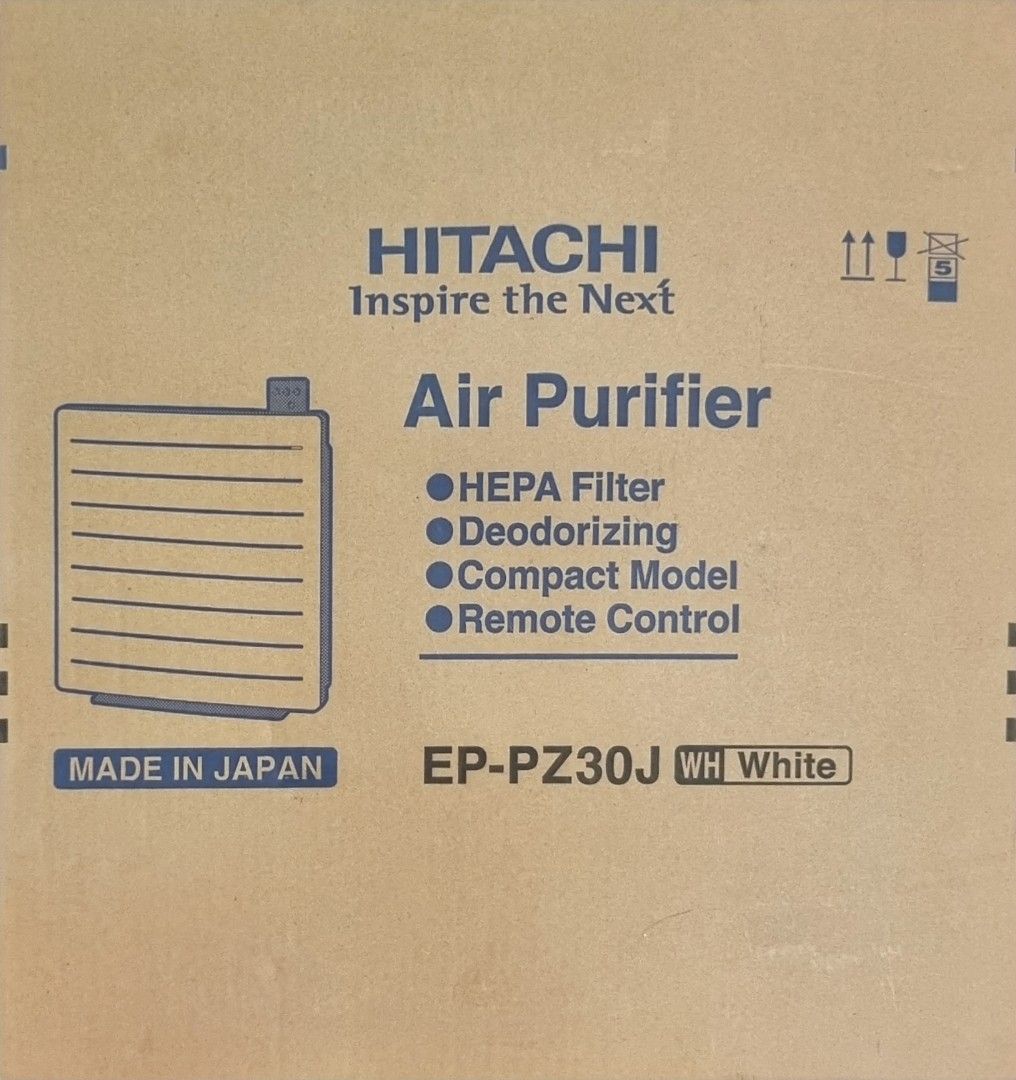 HITACHI
Inspire the Next
5
Air Purifier
●HEPA Filter
●Deodorizing
●Compact Model
●Remote Control
MADE IN JAPAN
EP-PZ30J WH White